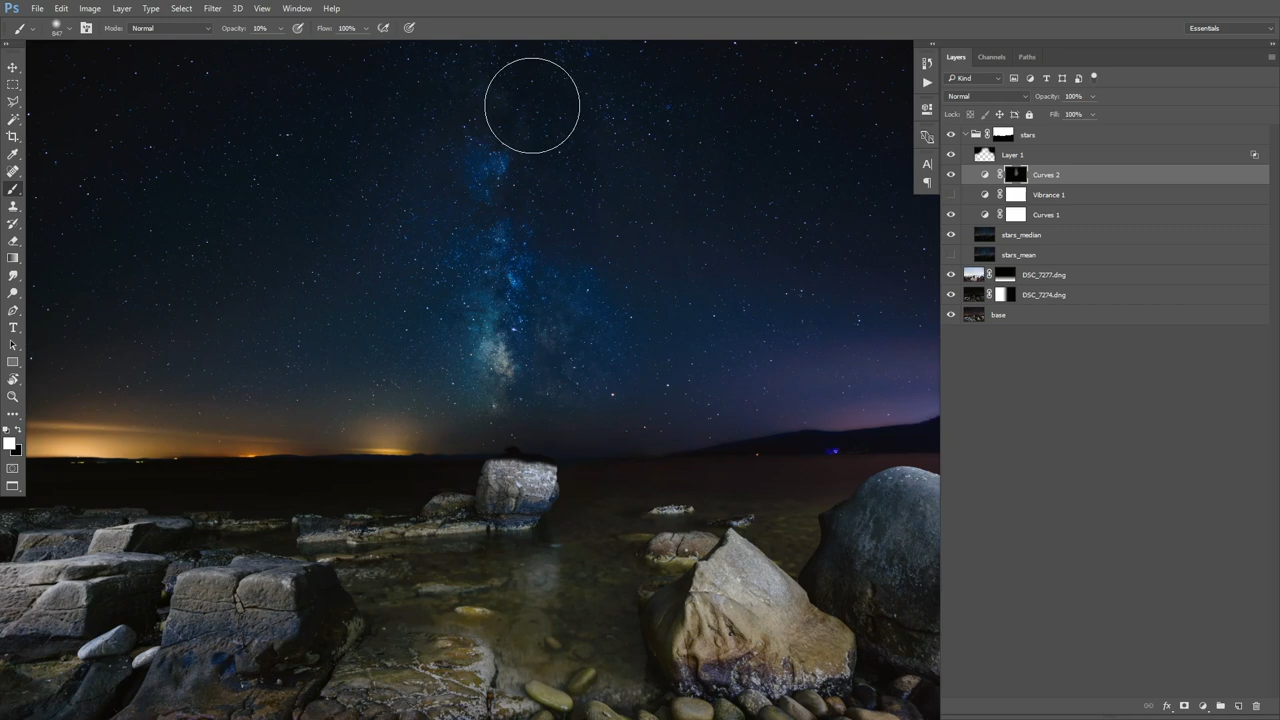 Ps File Edit Image Layer Type Select Filter 3D View Window Help
847 Mode: Normal Opacity: 10% Flow: 100% Essentials
Layers Channels Paths
Kind T
Normal Opacity: 100%
Lock: Fill: 100%
stars
Layer 1
Curves 2
A
Vibrance 1
Curves 1
stars_median
stars_mean
DSC_7277.dng
DSC_7274.dng
base
T
fx